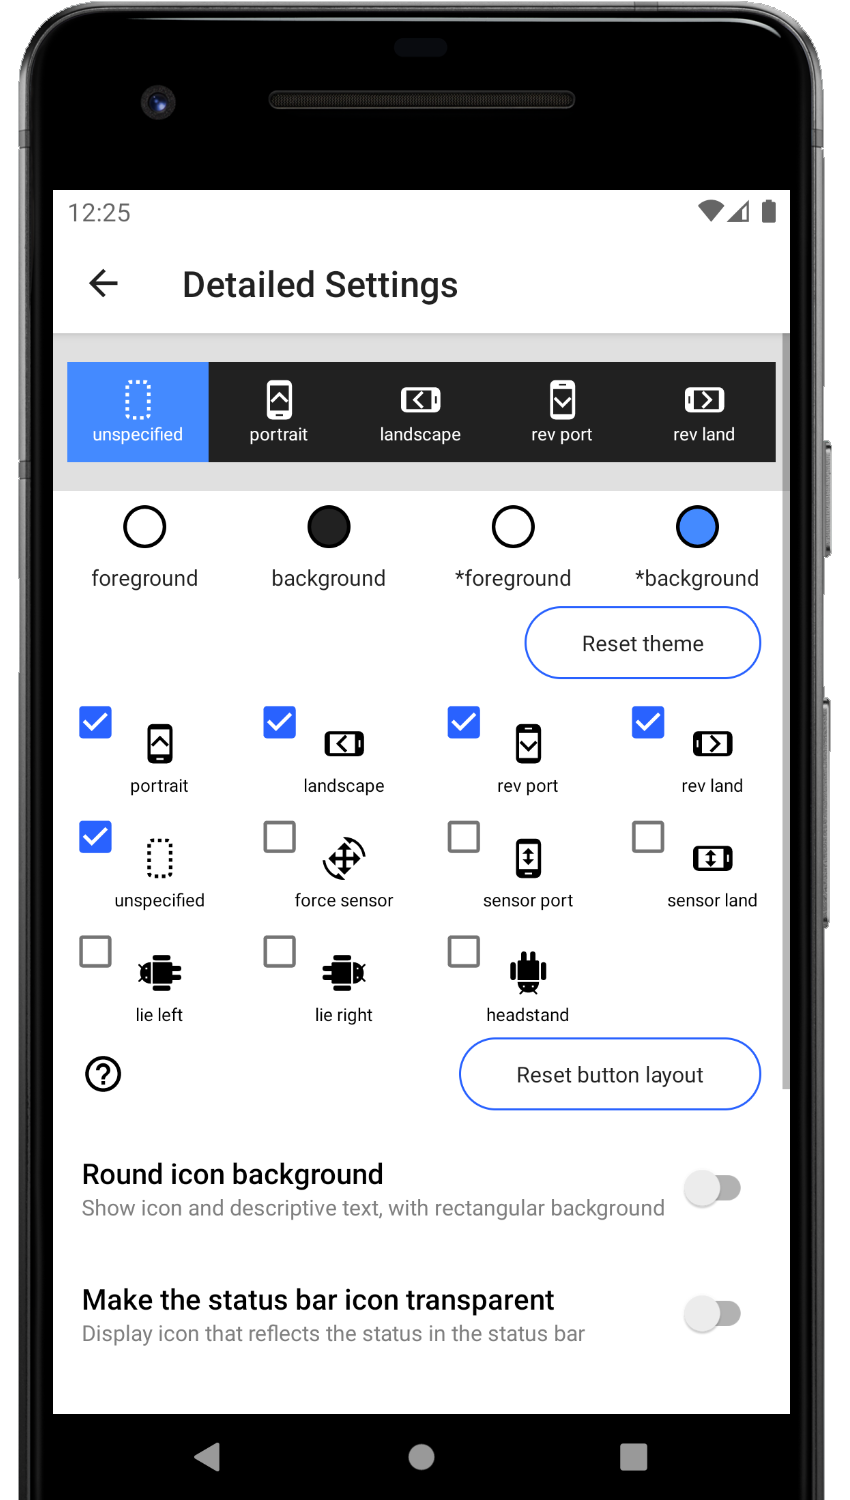 12:25
Detailed Settings
unspecified portrait landscape rev port rev land
foreground background *foreground *background
Reset theme
portrait landscape rev port rev land
unspecified force sensor sensor port sensor land
lie left lie right headstand
Reset button layout
Round icon background
Show icon and descriptive text, with rectangular background
Make the status bar icon transparent
Display icon that reflects the status in the status bar